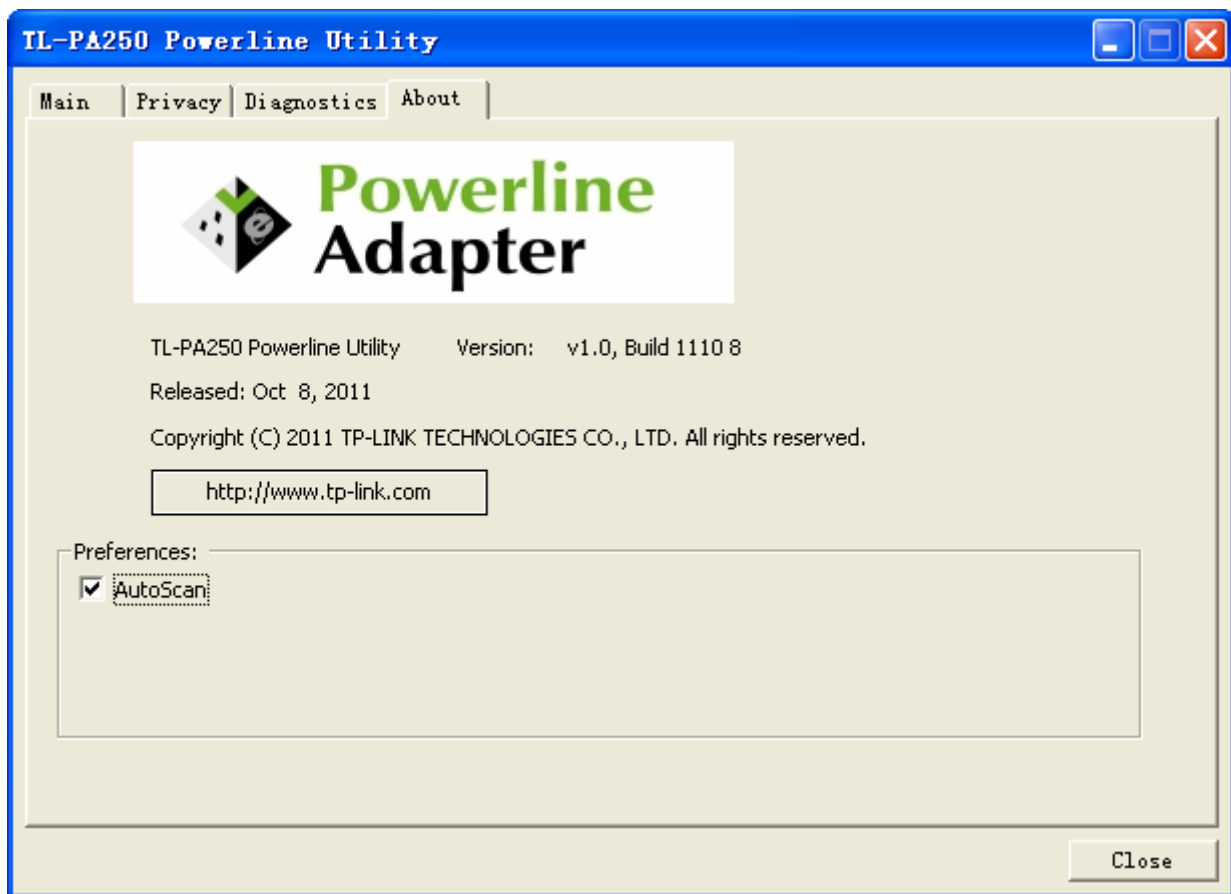 TL-PA250 Powerline Utility
Main Privacy Diagnostics About
Powerline
Adapter
TL-PA250 Powerline Utility Version: v1.0, Build 1110 8
Released: Oct 8, 2011
Copyright (C) 2011 TP-LINK TECHNOLOGIES CO., LTD. All rights reserved.
http://www.tp-link.com
Preferences:
AutoScan
Close